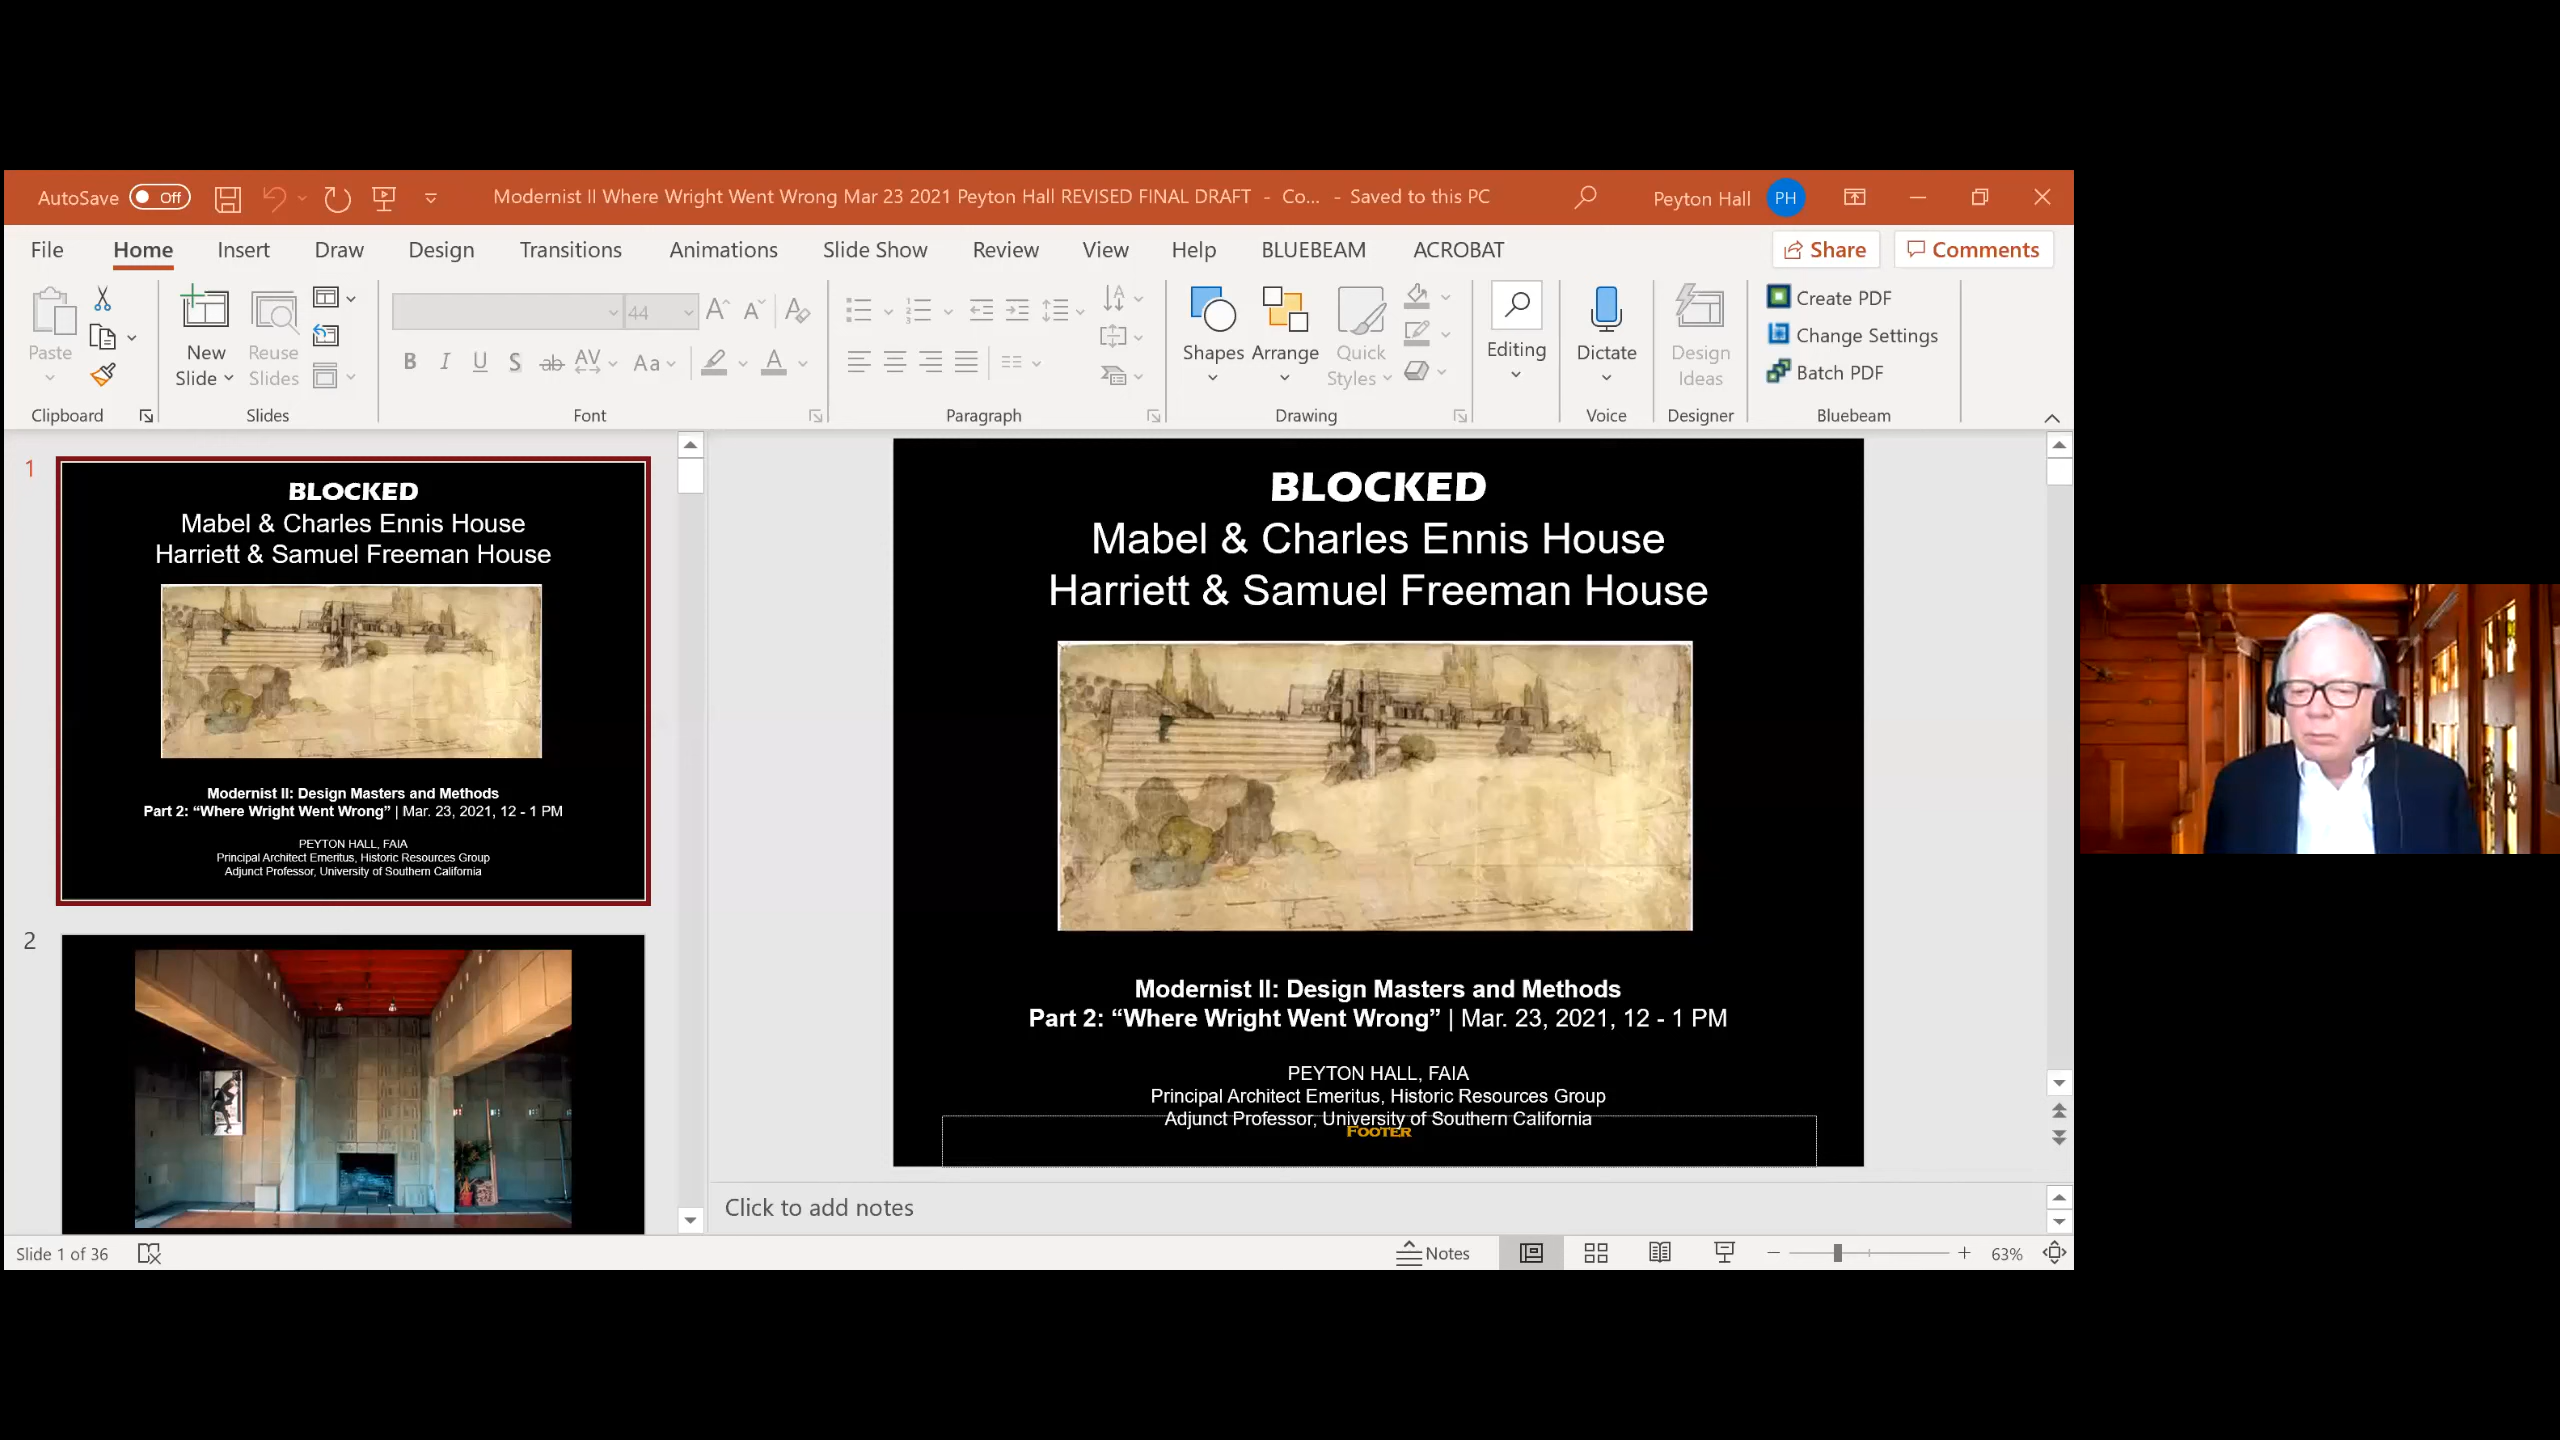 AutoSave Off Modernist II Where Wright Went Wrong Mar 23 2021 Peyton Hall REVISED FINAL DRAFT - Co... - Saved to this PC Peyton Hall PH
File Home Insert Draw Design Transitions Animations Slide Show Review View Help BLUEBEAM ACROBAT Share Comments
Paste
New Slide
Reuse Slides
44
B I U S ab AV Aa A
Shapes Arrange Quick Styles
Editing
Dictate
Design Ideas
Create PDF
Change Settings
Batch PDF
Clipboard Slides Font Paragraph Drawing Voice Designer Bluebeam
1
BLOCKED
Mabel & Charles Ennis House
Harriett & Samuel Freeman House
Modernist II: Design Masters and Methods
Part 2: “Where Wright Went Wrong” | Mar. 23, 2021, 12 - 1 PM
PEYTON HALL, FAIA
Principal Architect Emeritus, Historic Resources Group
Adjunct Professor, University of Southern California
2
BLOCKED
Mabel & Charles Ennis House
Harriett & Samuel Freeman House
Modernist II: Design Masters and Methods
Part 2: “Where Wright Went Wrong” | Mar. 23, 2021, 12 - 1 PM
PEYTON HALL, FAIA
Principal Architect Emeritus, Historic Resources Group
Adjunct Professor, University of Southern California
FOOTER
Click to add notes
Slide 1 of 36 Notes 63%